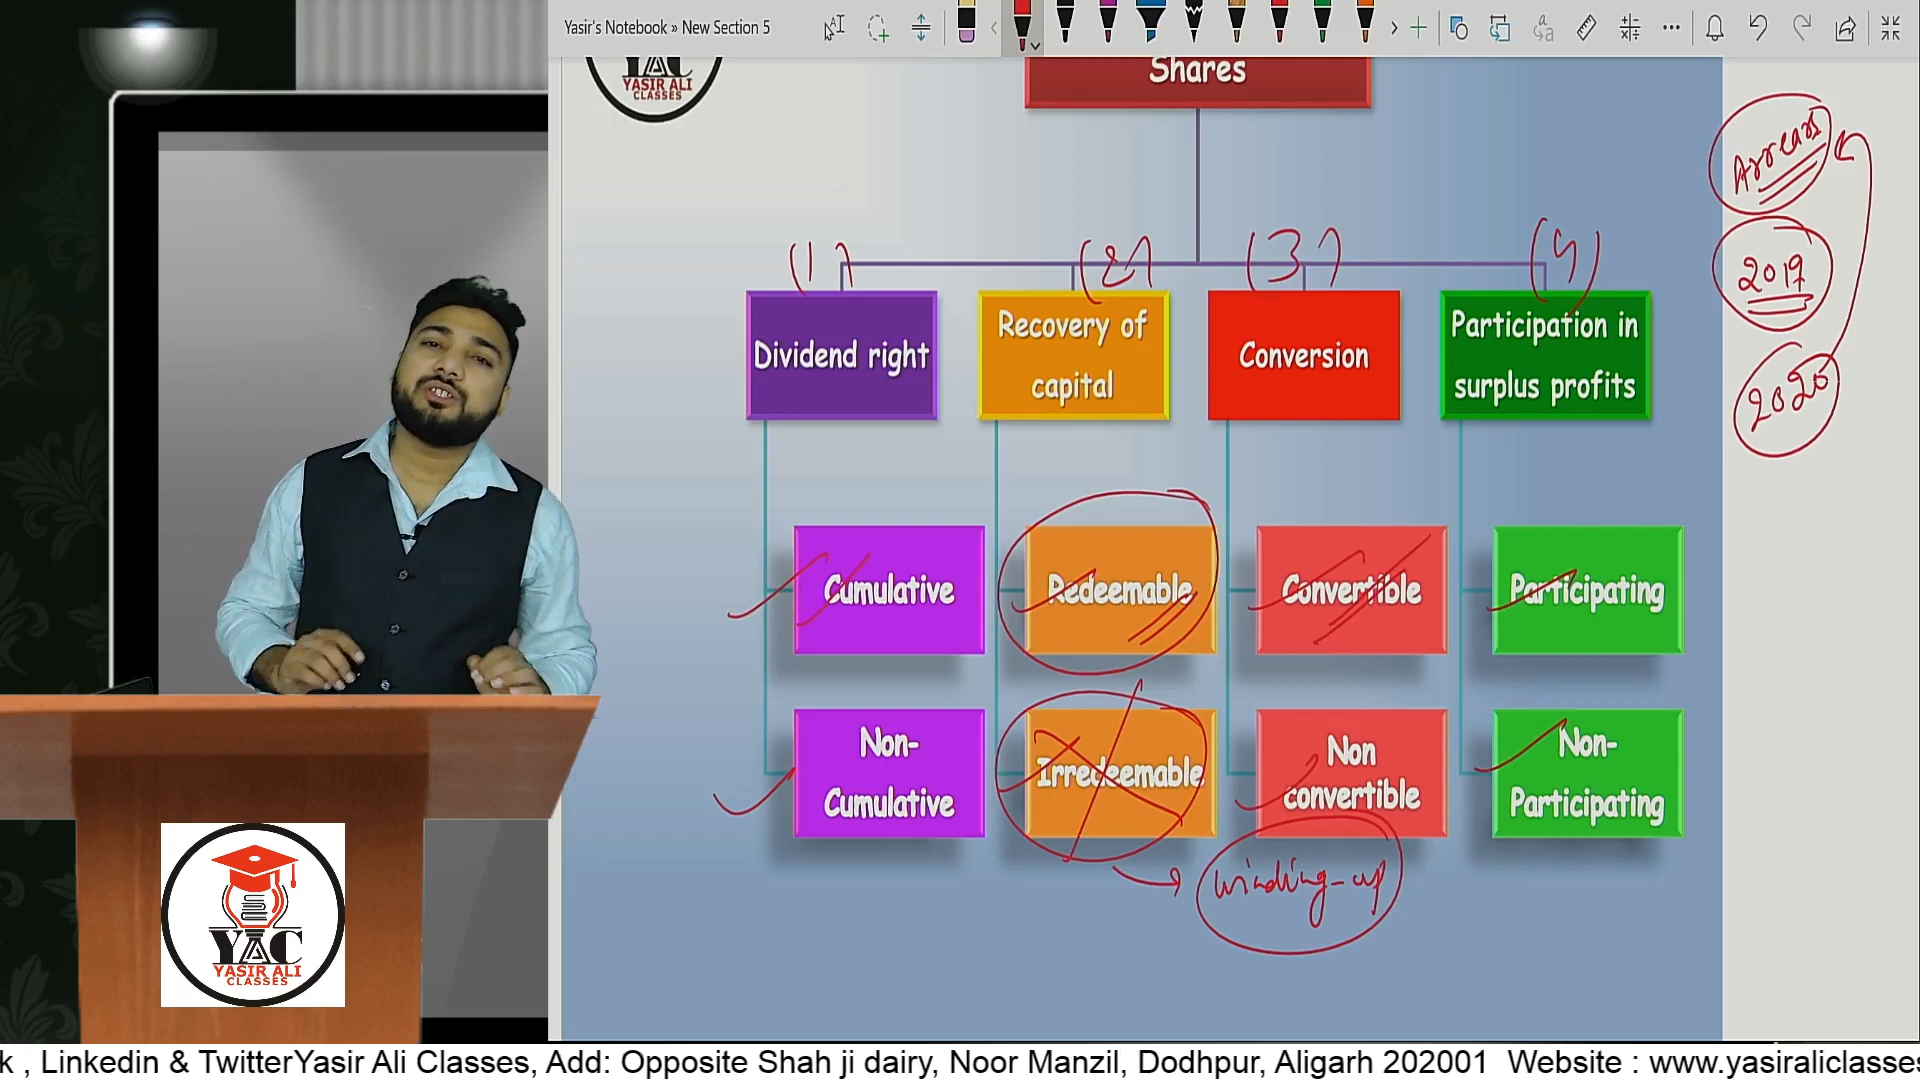 Yasir's Notebook » New Section 5
YAC
YASIR ALI
CLASSES
Shares
Arrears
2019
2020
(1)
(2)
(3)
(4)
Dividend right
Recovery of
capital
Conversion
Participation in
surplus profits
Cumulative
Redeemable
Convertible
Participating
Non-
Cumulative
Irredeemable
Non
convertible
Non-
Participating
winding-up
YAC
YASIR ALI
CLASSES
k , Linkedin & TwitterYasir Ali Classes, Add: Opposite Shah ji dairy, Noor Manzil, Dodhpur, Aligarh 202001 Website : www.yasiraliclasses